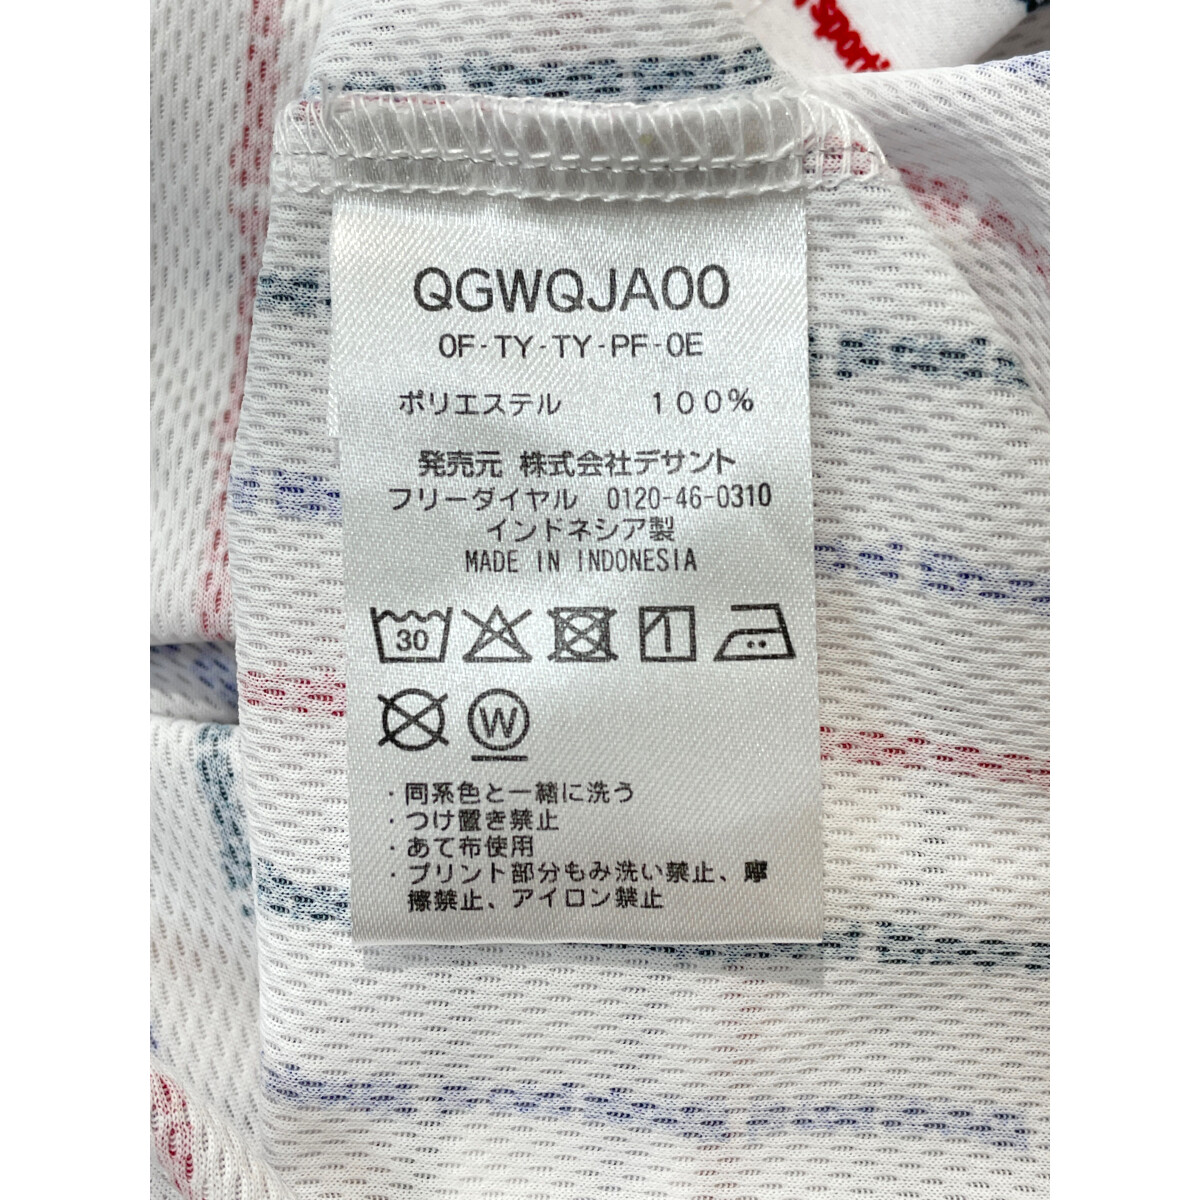 sporti
QGWQJA00
0F-TY-TY-PF-0E
ポリエステル 100%
発売元 株式会社デサント
フリーダイヤル 0120-46-0310
インドネシア製
MADE IN INDONESIA
30
W
・同系色と一緒に洗う
・つけ置き禁止
・あて布使用
・プリント部分もみ洗い禁止、摩
擦禁止、アイロン禁止